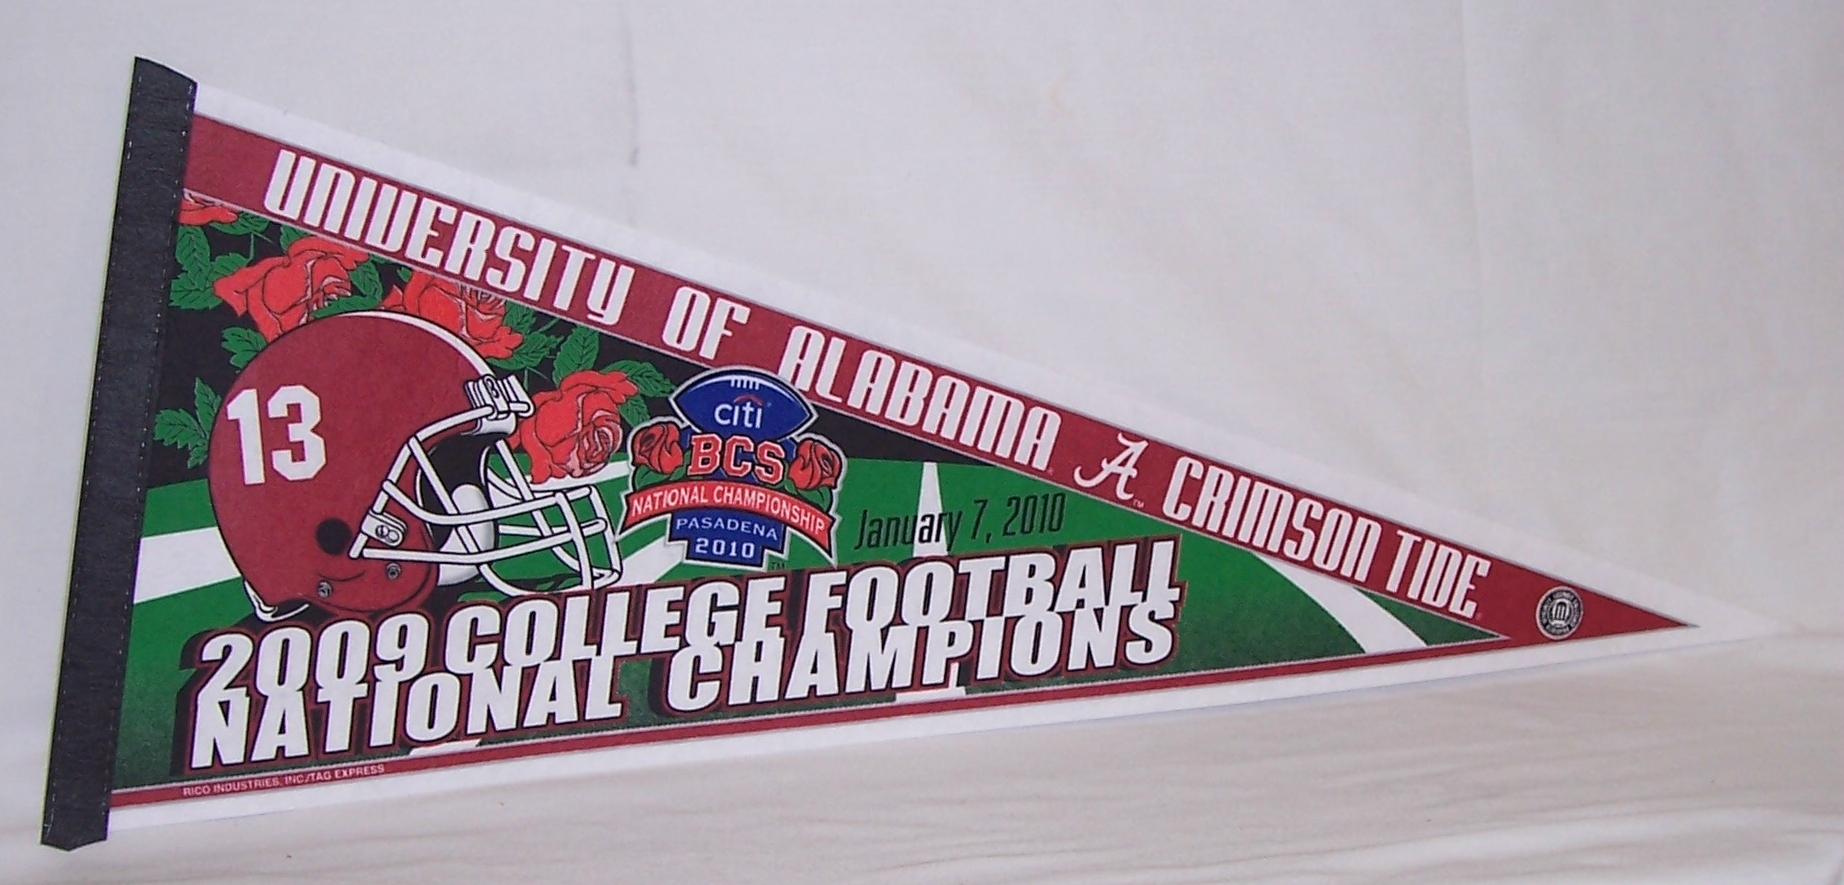 UNIVERSITY OF ALABAMA A CRIMSON TIDE
13
citi
BCS
NATIONAL CHAMPIONSHIP
PASADENA
2010
TM
January 7, 2010
2009 COLLEGE FOOTBALL
NATIONAL CHAMPIONS
RICO INDUSTRIES, INC./TAG EXPRESS